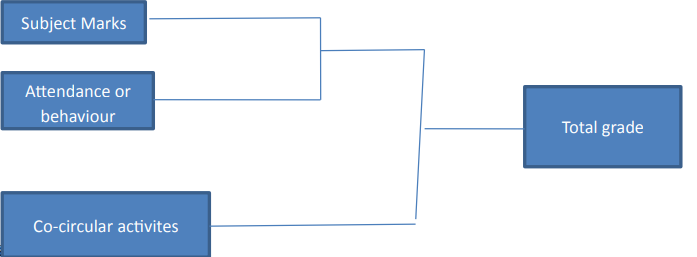 Subject Marks
Attendance or
behaviour
Total grade
Co-circular activites